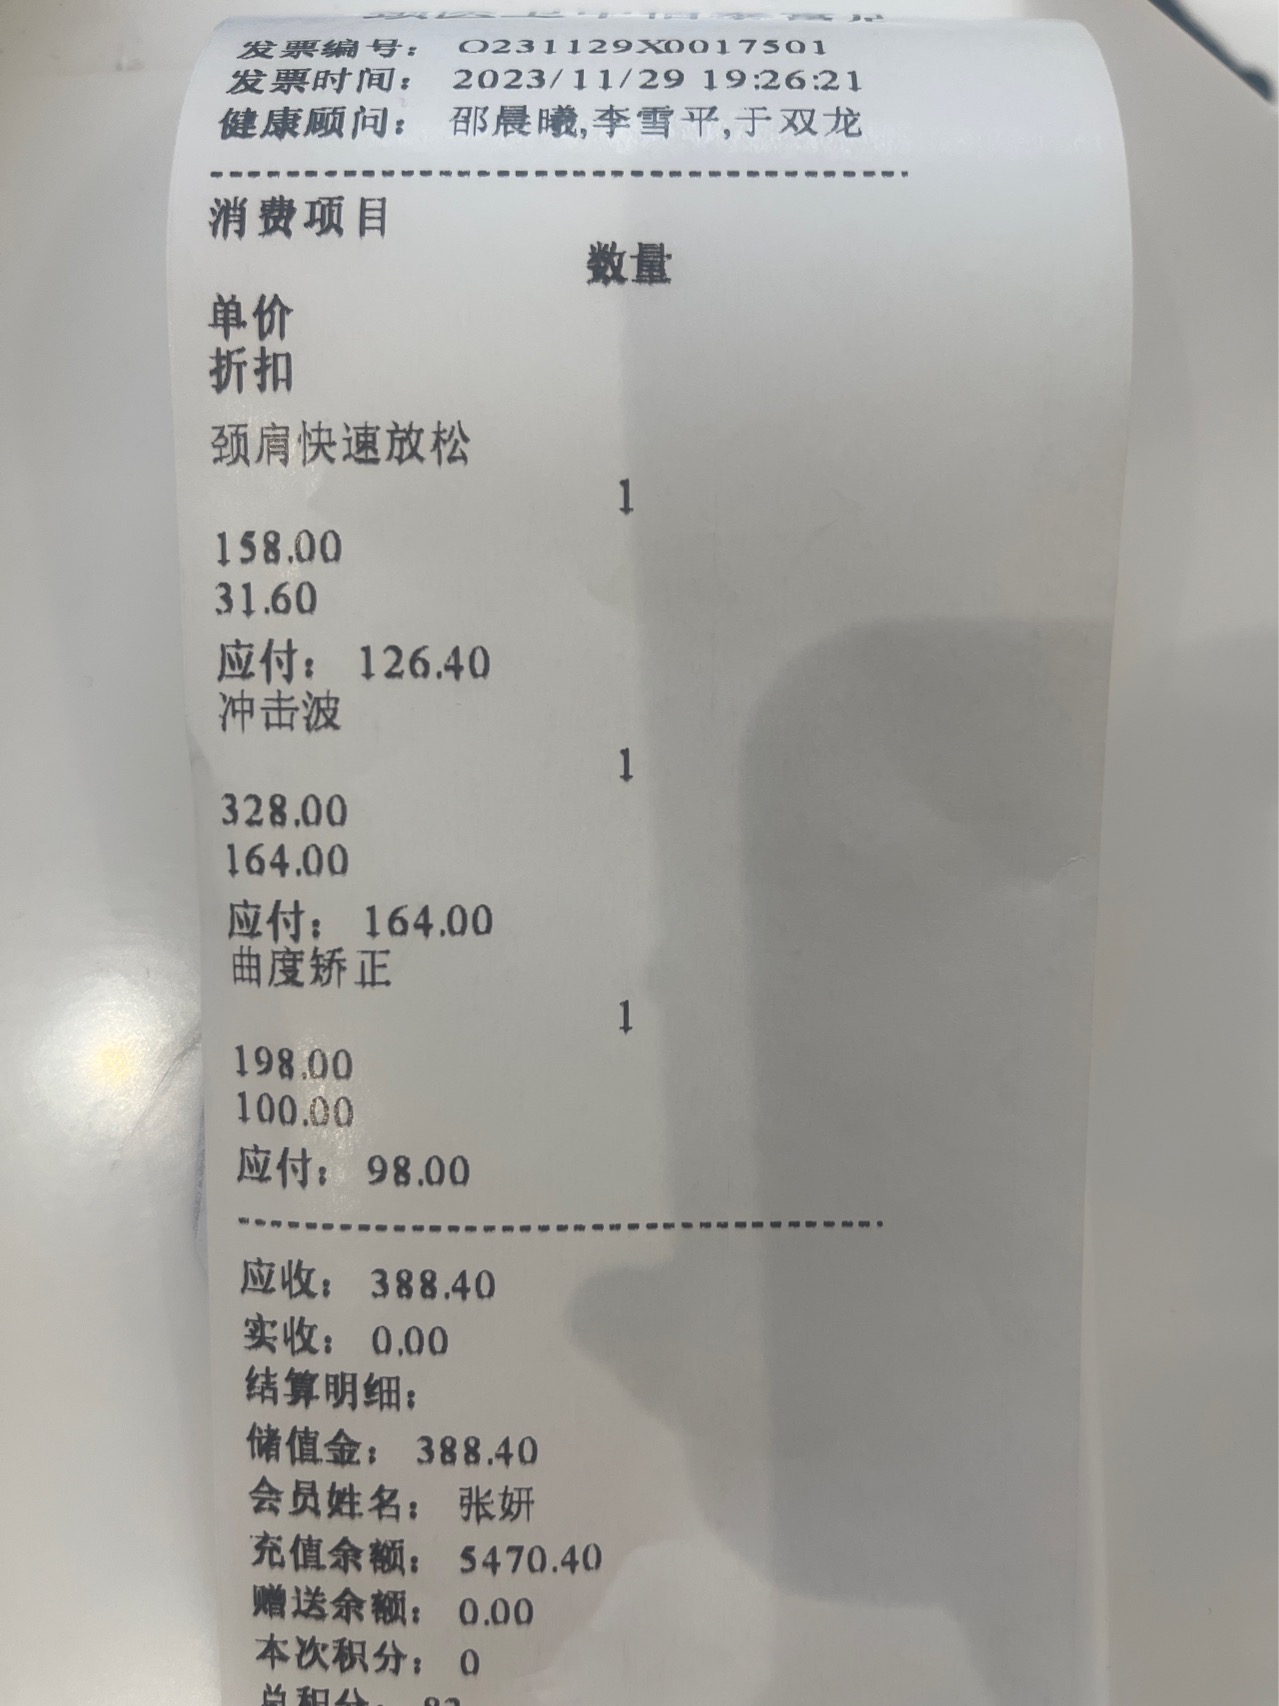 发票编号： O231129X0017501
发票时间： 2023/11/29 19:26:21
健康顾问： 邵晨曦,李雪平,于双龙
消费项目
数量
单价
折扣
颈肩快速放松
1
158.00
31.60
应付： 126.40
冲击波
1
328.00
164.00
应付： 164.00
曲度矫正
1
198.00
100.00
应付： 98.00
应收： 388.40
实收： 0.00
结算明细：
储值金： 388.40
会员姓名： 张妍
充值余额： 5470.40
赠送余额： 0.00
本次积分： 0
总积分：